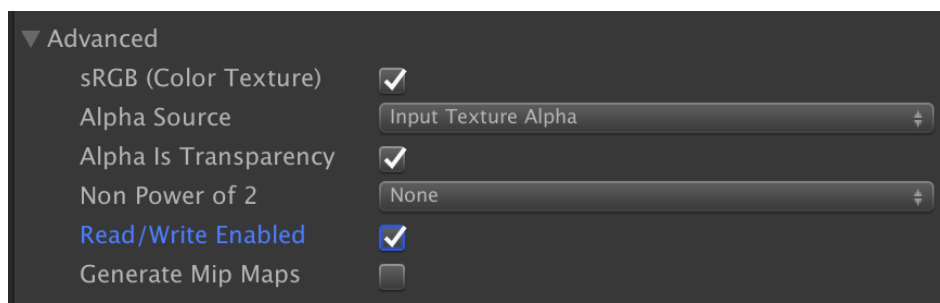 Advanced
sRGB (Color Texture)
Alpha Source Input Texture Alpha
Alpha Is Transparency
Non Power of 2 None
Read/Write Enabled
Generate Mip Maps